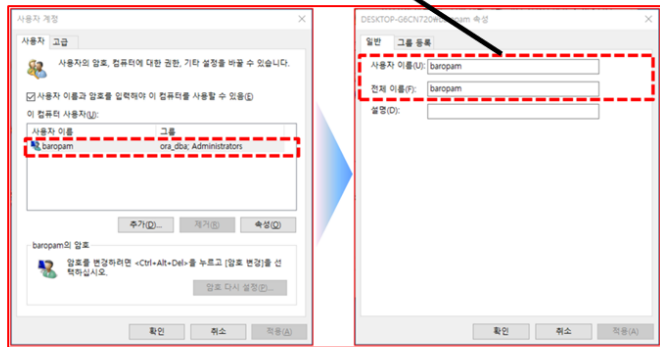 사용자 계정
사용자 고급
사용자의 암호, 컴퓨터에 대한 권한, 기타 설정을 바꿀 수 있습니다.
사용자 이름과 암호를 입력해야 이 컴퓨터를 사용할 수 있음(E)
이 컴퓨터 사용자(U):
사용자 이름 그룹
baropam ora_dba; Administrators
추가(D)... 제거(R) 속성(O)
baropam의 암호
암호를 변경하려면 <Ctrl+Alt+Del>을 누르고 [암호 변경]을 선
택하십시오.
암호 다시 설정(P)...
확인 취소 적용(A)
DESKTOP-G6CN720\ opam 속성
일반 그룹 등록
사용자 이름(U): baropam
전체 이름(F): baropam
설명(D):
확인 취소 적용(A)